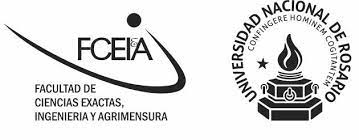 FCEIA
FACULTAD DE
CIENCIAS EXACTAS,
INGENIERIA Y AGRIMENSURA
UNIVERSIDAD NACIONAL DE ROSARIO
CONFINGERE HOMINEM COGITANTEM